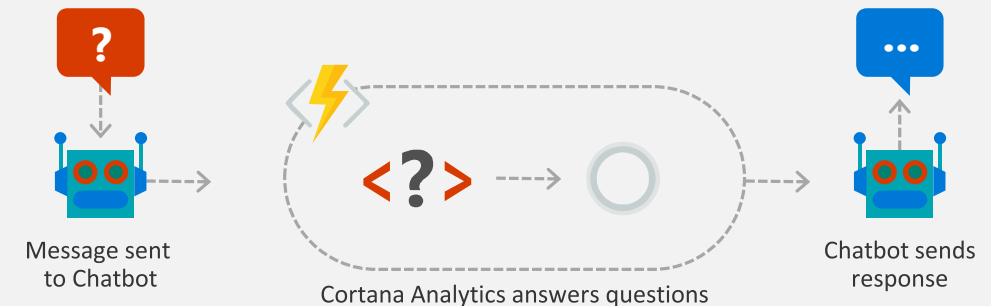 ?
<?>
Message sent
to Chatbot
Cortana Analytics answers questions
Chatbot sends
response